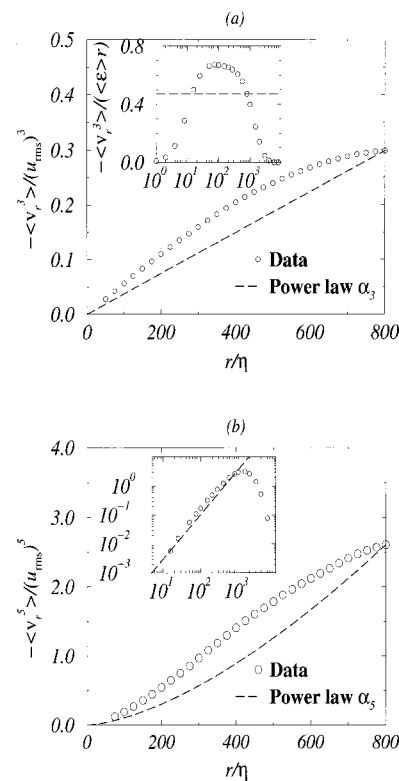 (a)
0.5
0.4
0.3
0.2
0.1
0.0
-<v_r^3>/(u_rms)^3
0.8
0.4
0.0
-<v_r^3>/(<ε>r)
10^0 10^1 10^2 10^3
Data
Power law α_3
0 200 400 600 800
r/η
(b)
4.0
3.0
2.0
1.0
0.0
-<v_r^5>/(u_rms)^5
10^0
10^-1
10^-2
10^-3
10^1 10^2 10^3
Data
Power law α_5
0 200 400 600 800
r/η